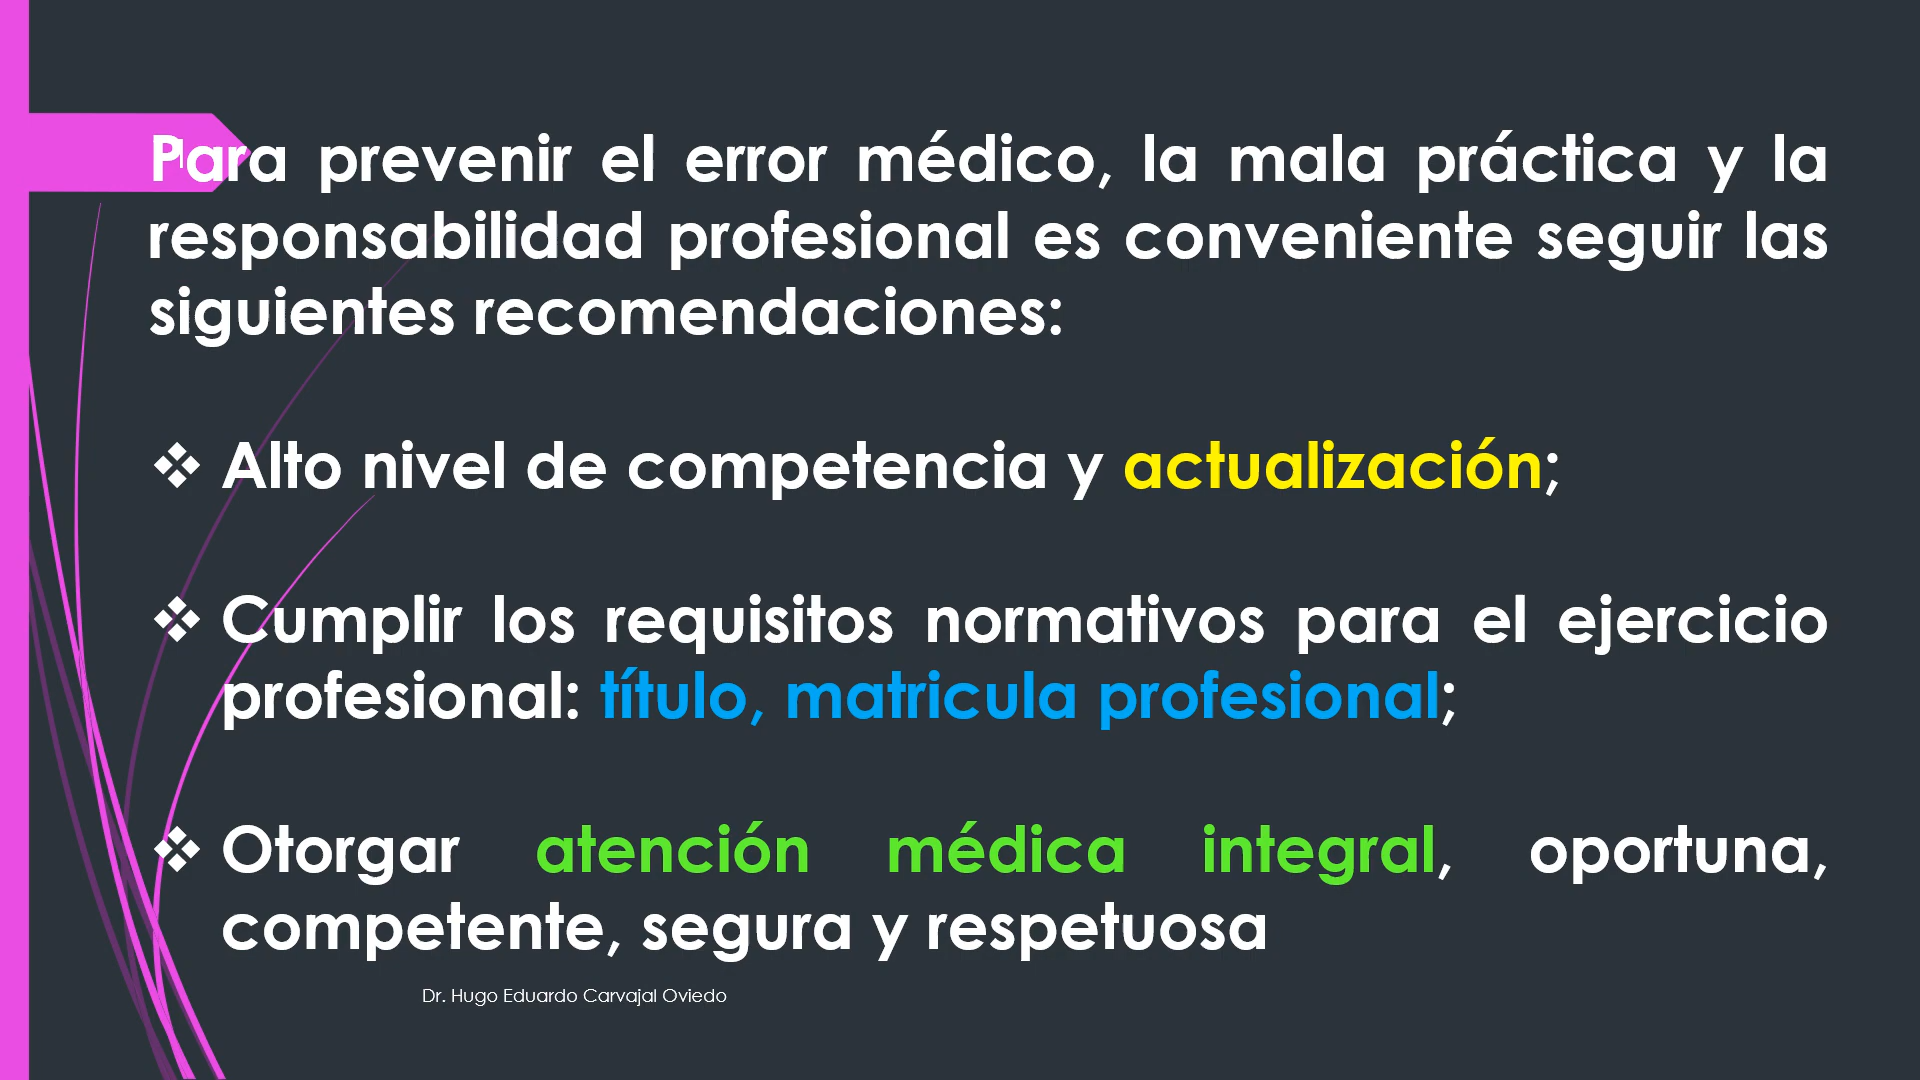 Para prevenir el error médico, la mala práctica y la
responsabilidad profesional es conveniente seguir las
siguientes recomendaciones:
❖ Alto nivel de competencia y actualización;
❖ Cumplir los requisitos normativos para el ejercicio
profesional: título, matricula profesional;
❖ Otorgar atención médica integral, oportuna,
competente, segura y respetuosa
Dr. Hugo Eduardo Carvajal Oviedo